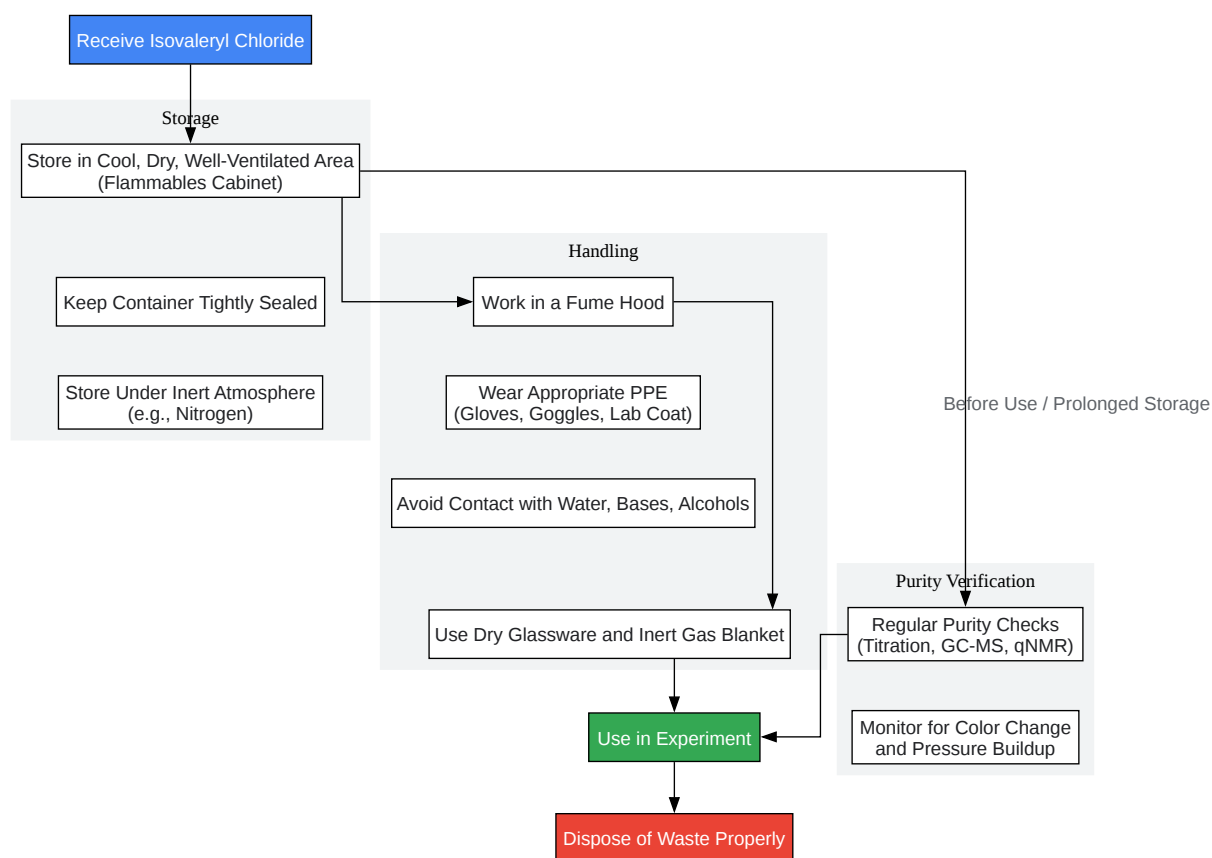 Receive Isovaleryl Chloride
Storage
Store in Cool, Dry, Well-Ventilated Area
(Flammables Cabinet)
Keep Container Tightly Sealed
Store Under Inert Atmosphere
(e.g., Nitrogen)
Handling
Work in a Fume Hood
Wear Appropriate PPE
(Gloves, Goggles, Lab Coat)
Avoid Contact with Water, Bases, Alcohols
Use Dry Glassware and Inert Gas Blanket
Before Use / Prolonged Storage
Purity Verification
Regular Purity Checks
(Titration, GC-MS, qNMR)
Monitor for Color Change
and Pressure Buildup
Use in Experiment
Dispose of Waste Properly